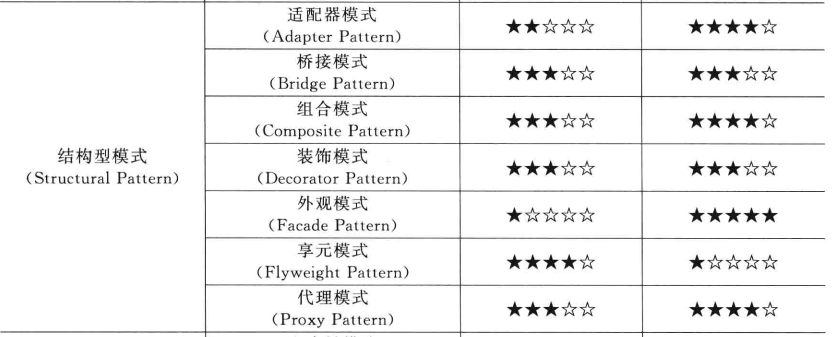 适配器模式
(Adapter Pattern)
★★☆☆☆
★★★★☆
桥接模式
(Bridge Pattern)
★★★☆☆
★★★☆☆
组合模式
(Composite Pattern)
★★★☆☆
★★★★☆
结构型模式
(Structural Pattern)
装饰模式
(Decorator Pattern)
★★★☆☆
★★★☆☆
外观模式
(Facade Pattern)
★☆☆☆☆
★★★★★
享元模式
(Flyweight Pattern)
★★★★☆
★☆☆☆☆
代理模式
(Proxy Pattern)
★★★☆☆
★★★★☆